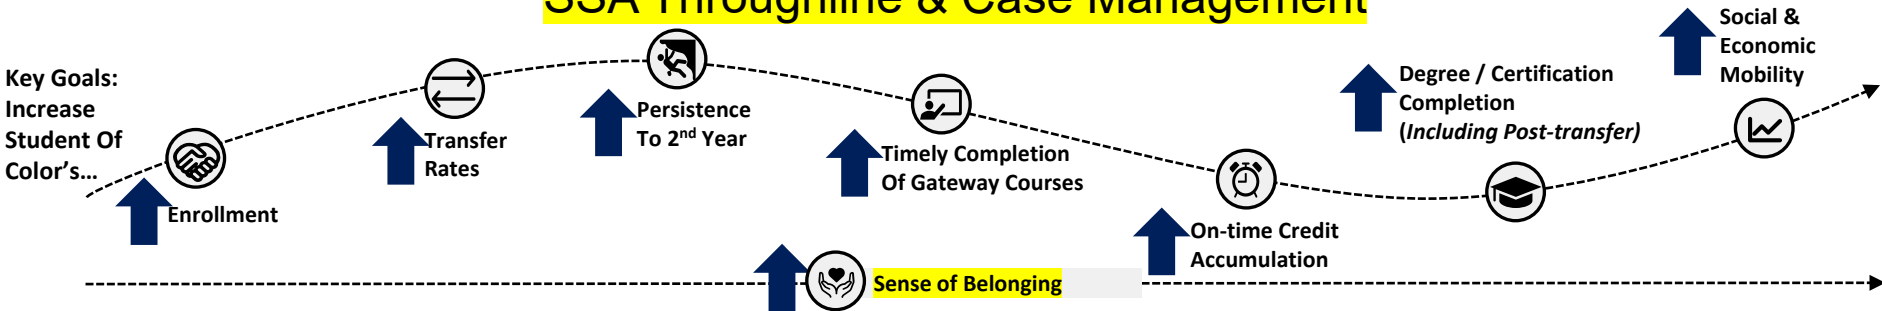 SSA Throughline & Case Management
Key Goals:
Increase
Student Of
Color's...
Enrollment
Transfer
Rates
Persistence
To 2nd Year
Timely Completion
Of Gateway Courses
On-time Credit
Accumulation
Degree / Certification
Completion
(Including Post-transfer)
Social &
Economic
Mobility
Sense of Belonging